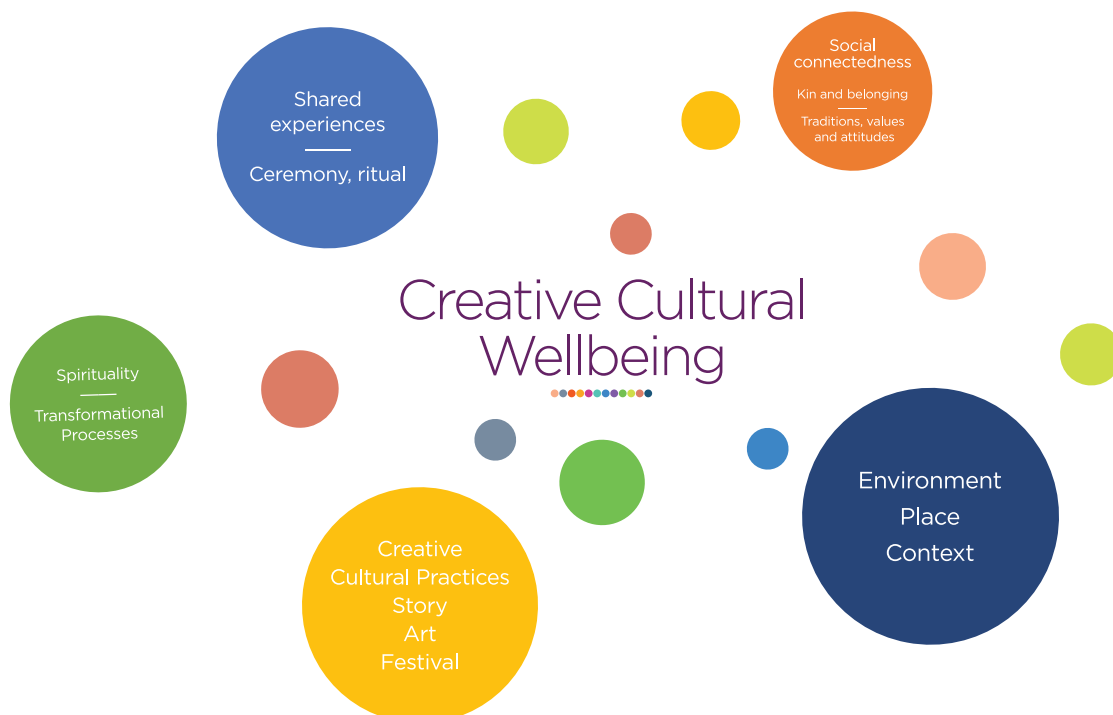 Shared
experiences
Ceremony, ritual
Social
connectedness
Kin and belonging
Traditions, values
and attitudes
Creative Cultural
Wellbeing
Spirituality
Transformational
Processes
Creative
Cultural Practices
Story
Art
Festival
Environment
Place
Context